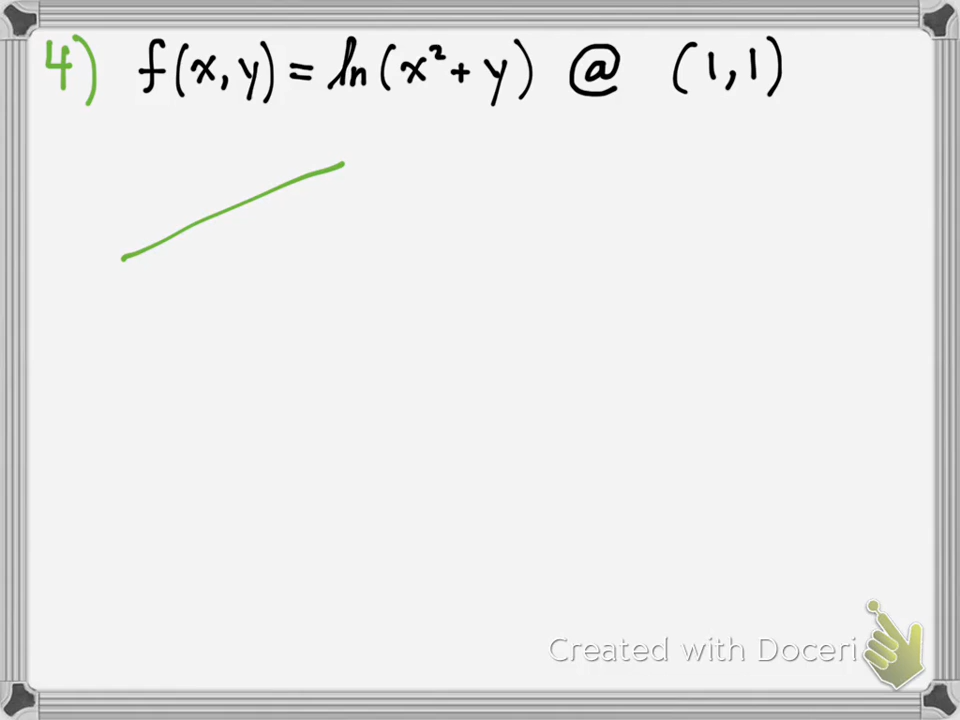 4) f(x, y) = ln(x² + y) @ (1, 1)
Created with Doceri